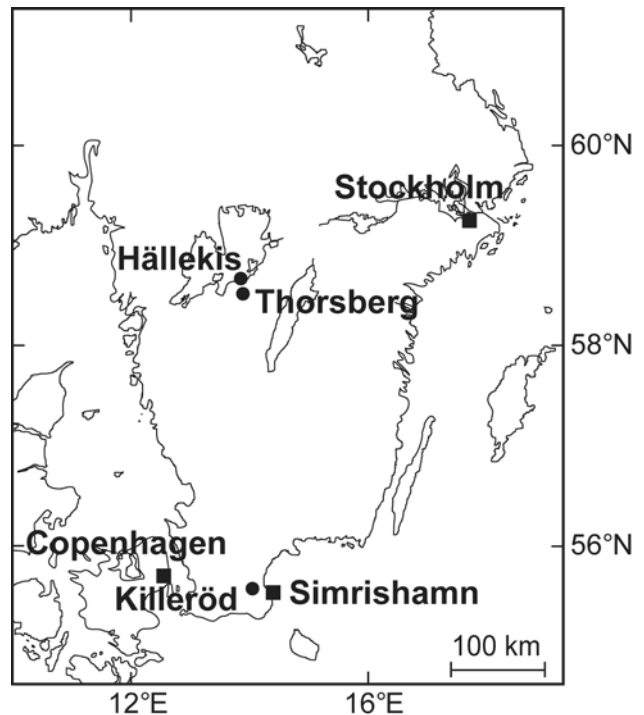 60°N
Stockholm
Hällekis
Thorsberg
58°N
Copenhagen
56°N
Killeröd
Simrishamn
100 km
12°E
16°E